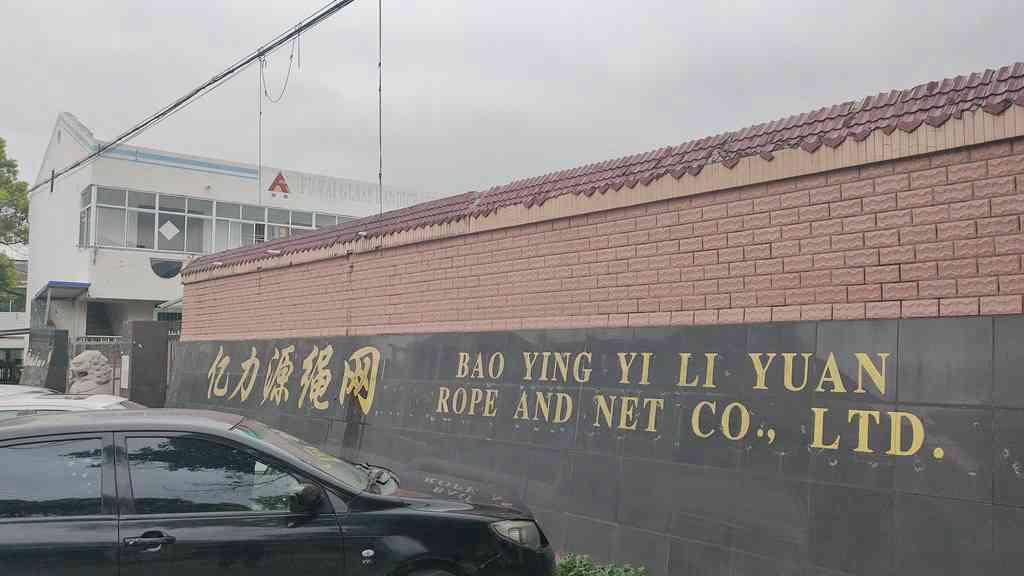 亿力源绳网
BAO YING YI LI YUAN
ROPE AND NET CO., LTD.